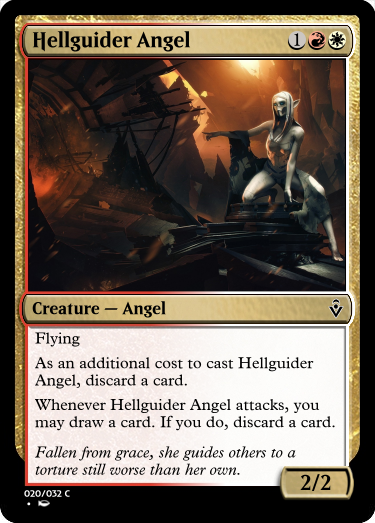 Hellguider Angel 1
Creature — Angel
Flying
As an additional cost to cast Hellguider
Angel, discard a card.
Whenever Hellguider Angel attacks, you
may draw a card. If you do, discard a card.
Fallen from grace, she guides others to a
torture still worse than her own.
2/2
020/032 C